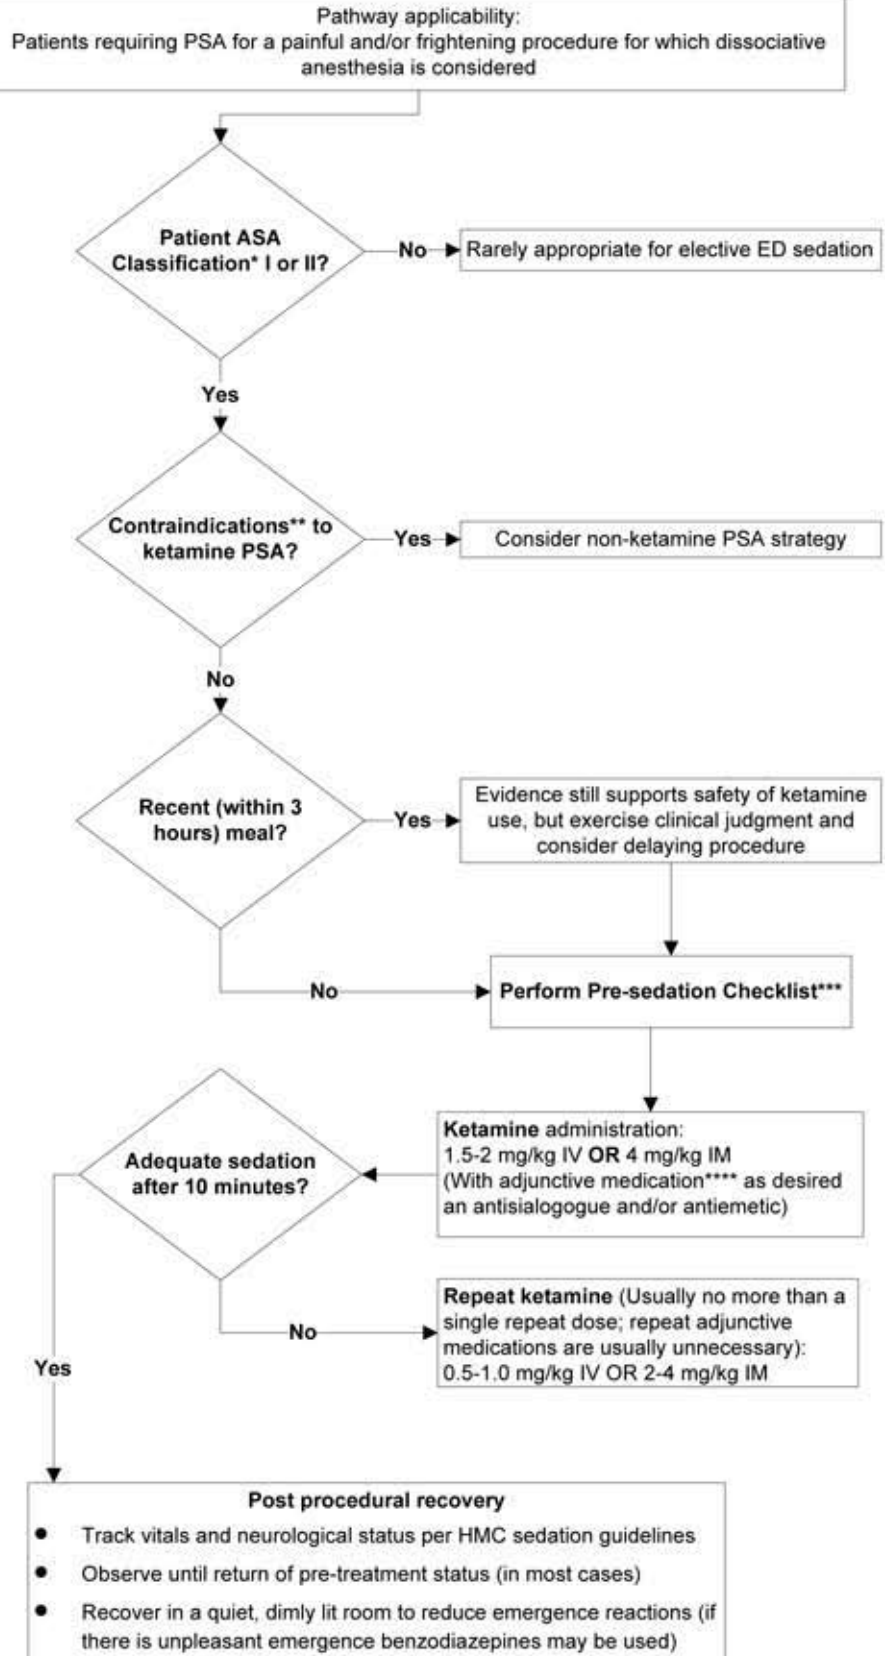 Pathway applicability:
Patients requiring PSA for a painful and/or frightening procedure for which dissociative
anesthesia is considered
Patient ASA
Classification* I or II?
No
Rarely appropriate for elective ED sedation
Yes
Contraindications** to
ketamine PSA?
Yes
Consider non-ketamine PSA strategy
No
Recent (within 3
hours) meal?
Yes
Evidence still supports safety of ketamine
use, but exercise clinical judgment and
consider delaying procedure
No
Perform Pre-sedation Checklist***
Ketamine administration:
1.5-2 mg/kg IV OR 4 mg/kg IM
(With adjunctive medication**** as desired
an antisialogogue and/or antiemetic)
Adequate sedation
after 10 minutes?
No
Repeat ketamine (Usually no more than a
single repeat dose; repeat adjunctive
medications are usually unnecessary):
0.5-1.0 mg/kg IV OR 2-4 mg/kg IM
Yes
Post procedural recovery
● Track vitals and neurological status per HMC sedation guidelines
● Observe until return of pre-treatment status (in most cases)
● Recover in a quiet, dimly lit room to reduce emergence reactions (if
there is unpleasant emergence benzodiazepines may be used)